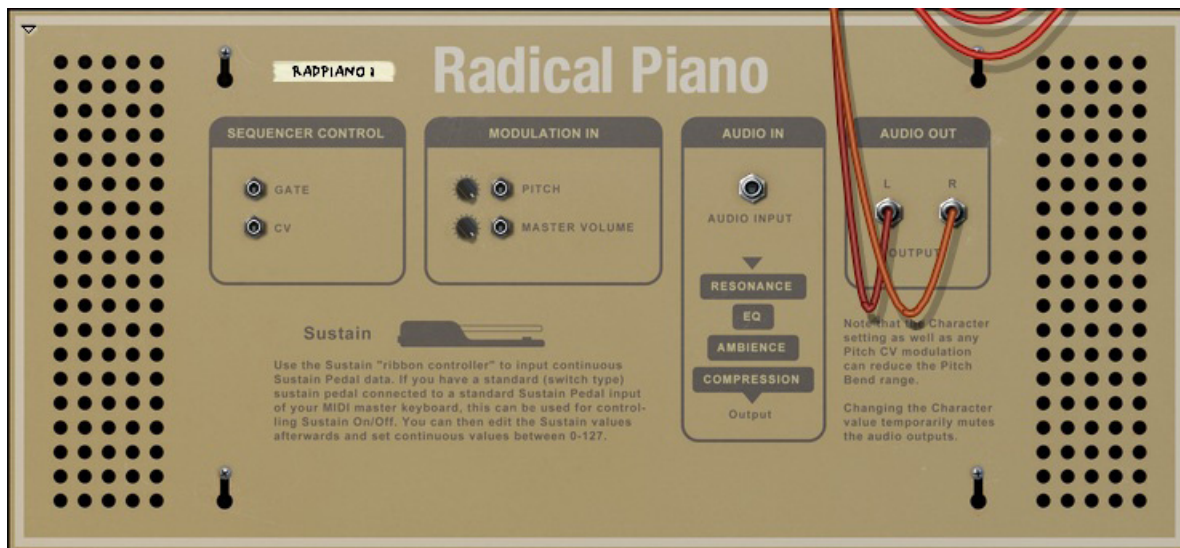 RADPIANO 1
Radical Piano
SEQUENCER CONTROL
GATE
CV
MODULATION IN
PITCH
MASTER VOLUME
AUDIO IN
AUDIO INPUT
RESONANCE
EQ
AMBIENCE
COMPRESSION
Output
AUDIO OUT
L R
OUTPUT
Note that the Character
setting as well as any
Pitch CV modulation
can reduce the Pitch
Bend range.
Changing the Character
value temporarily mutes
the audio outputs.
Sustain
Use the Sustain "ribbon controller" to input continuous
Sustain Pedal data. If you have a standard (switch type)
sustain pedal connected to a standard Sustain Pedal input
of your MIDI master keyboard, this can be used for control-
ling Sustain On/Off. You can then edit the Sustain values
afterwards and set continuous values between 0-127.